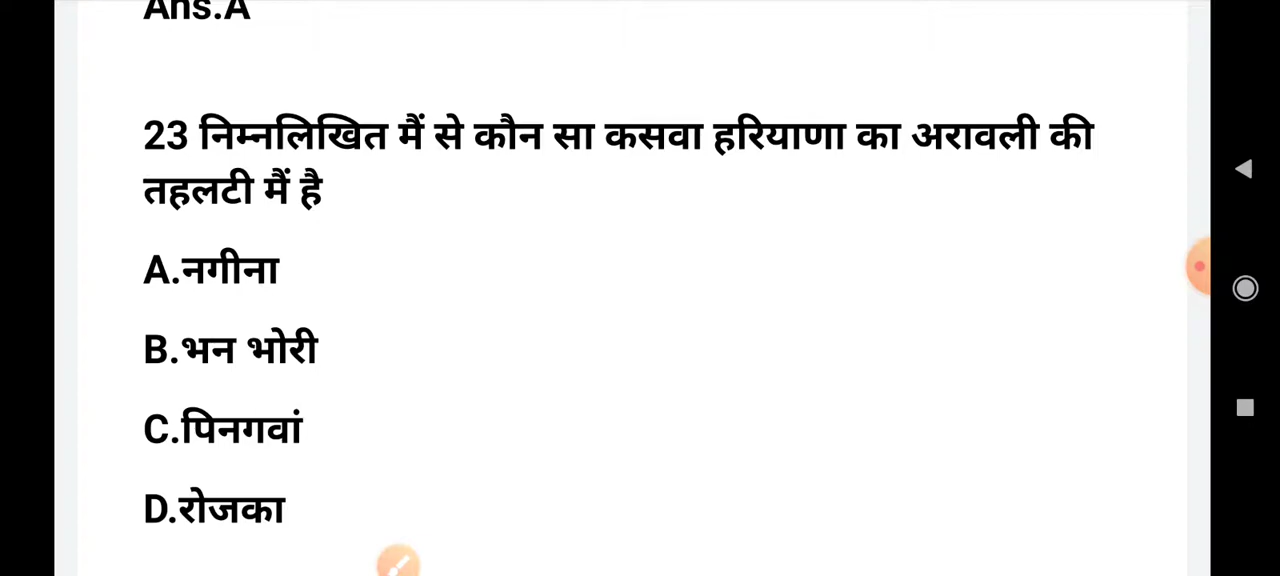 Ans.A
23 निम्नलिखित मैं से कौन सा कसवा हरियाणा का अरावली की
तहलटी मैं है
A.नगीना
B.भन भोरी
C.पिनगवां
D.रोजका